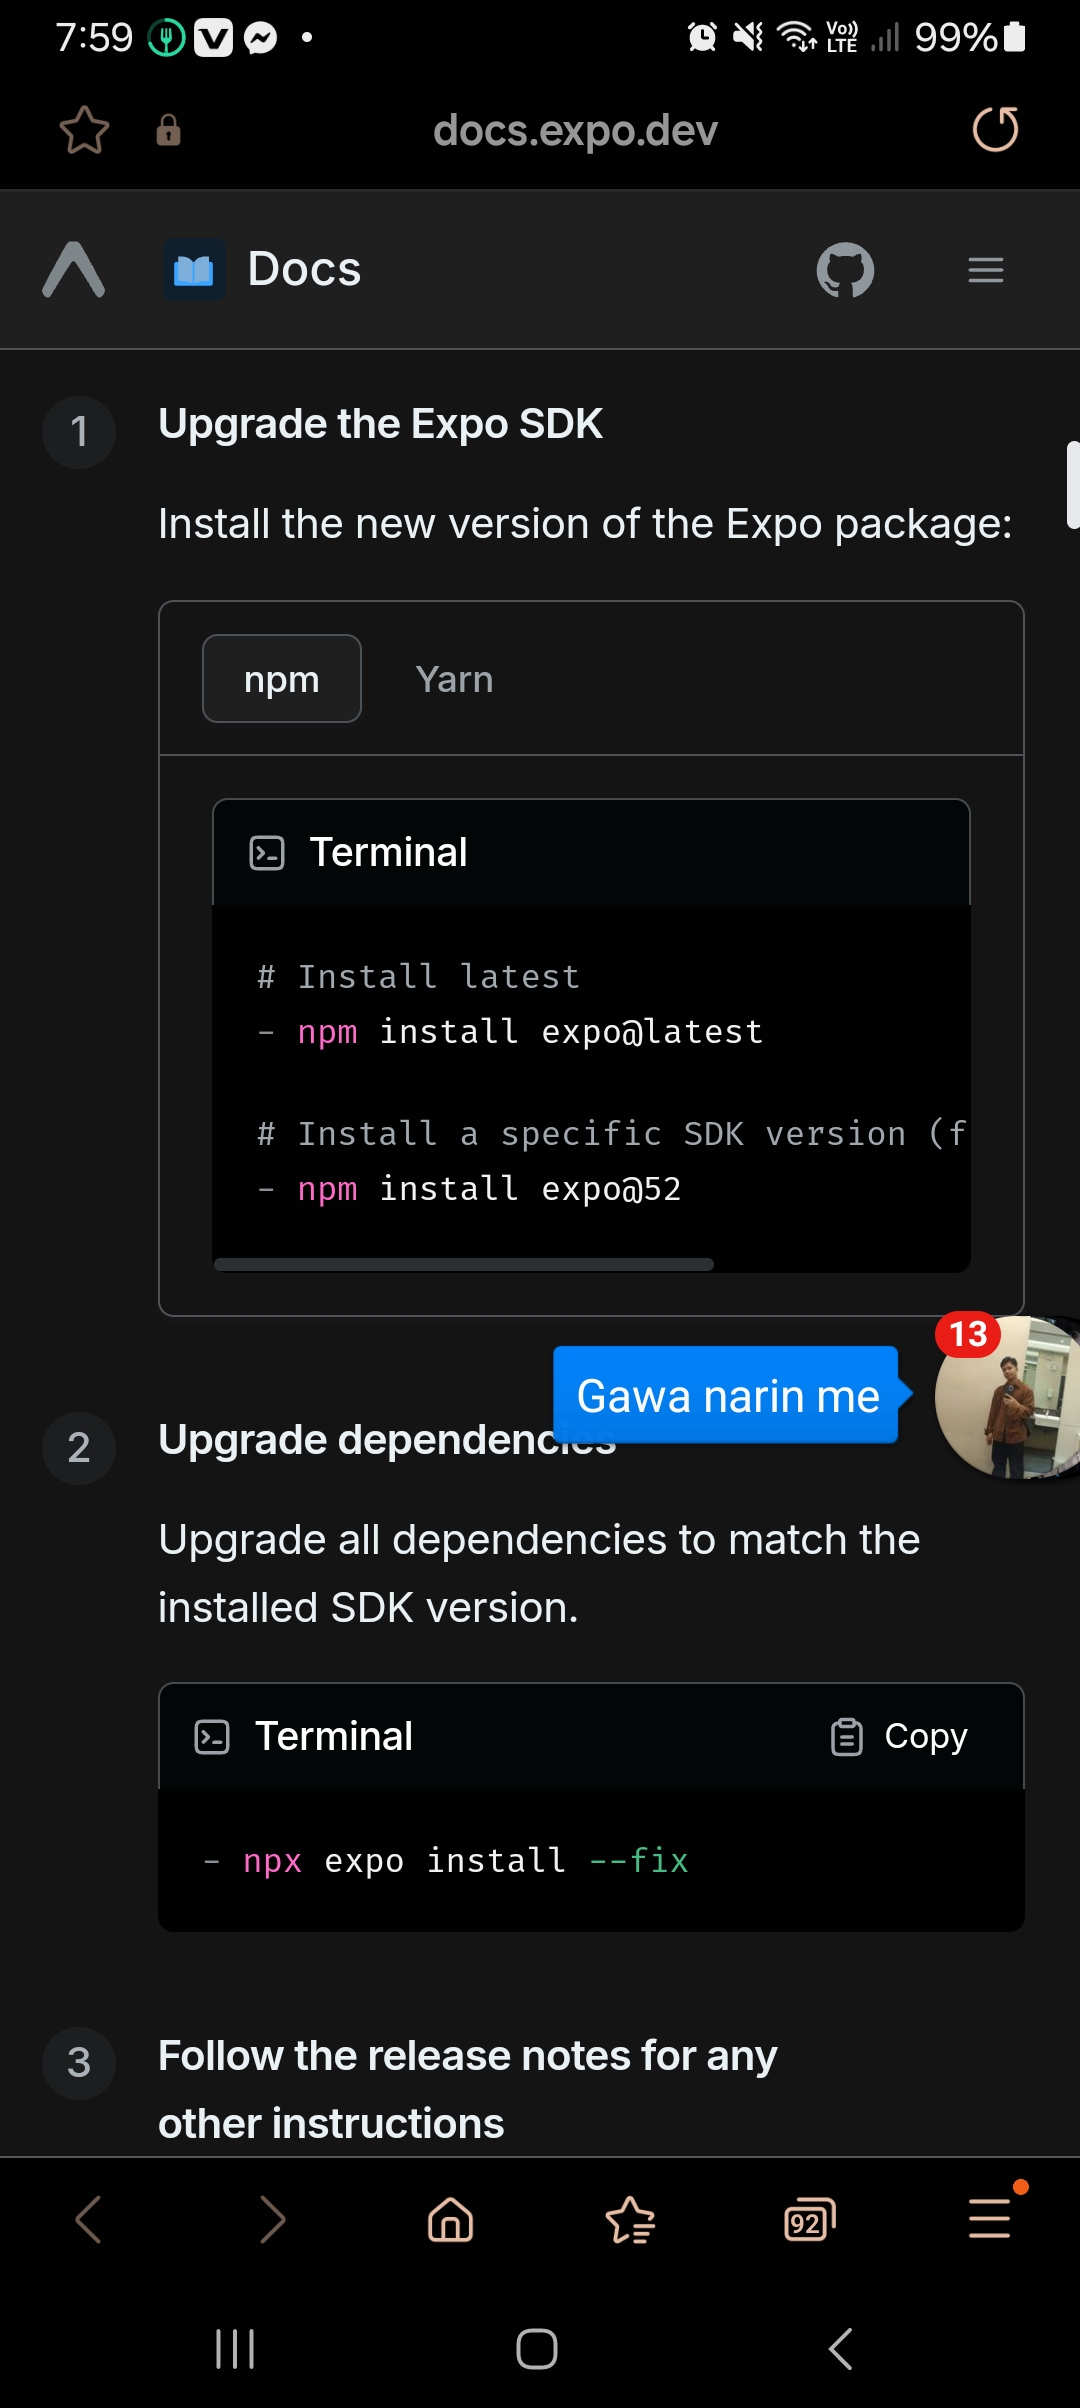 7:59
Vo))
LTE
99%
docs.expo.dev
Docs
1
Upgrade the Expo SDK
Install the new version of the Expo package:
npm
Yarn
Terminal
# Install latest
- npm install expo@latest
# Install a specific SDK version (f
- npm install expo@52
13
Gawa narin me
2
Upgrade dependencies
Upgrade all dependencies to match the
installed SDK version.
Terminal
Copy
- npx expo install --fix
3
Follow the release notes for any
other instructions
92